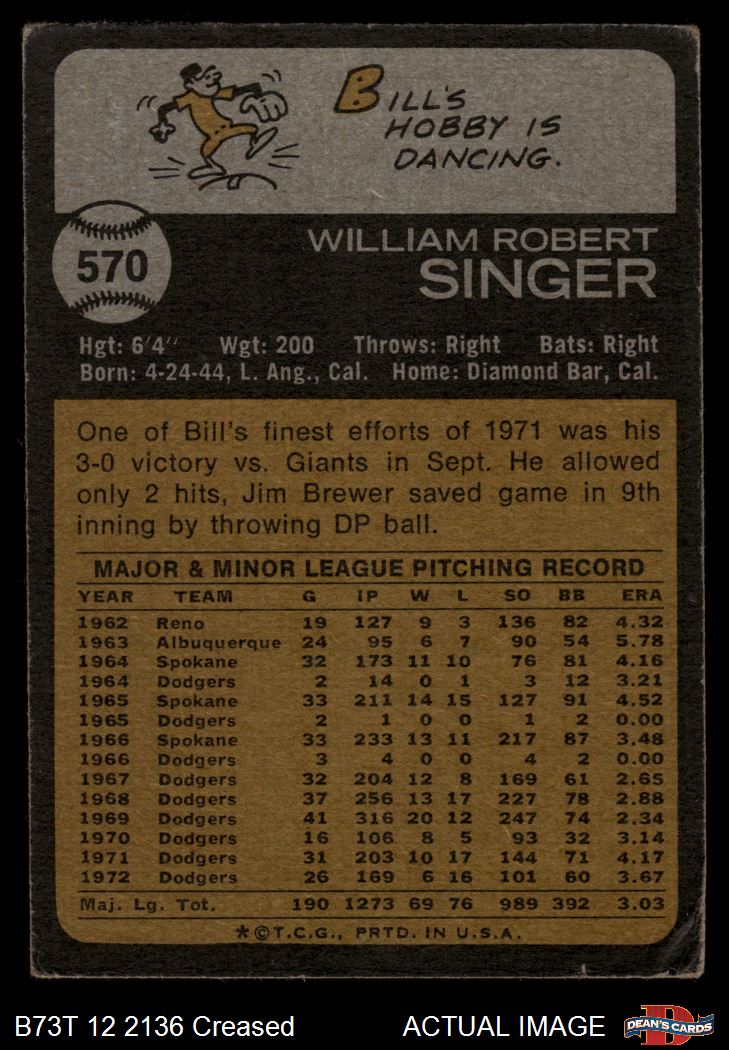 BILL'S
HOBBY IS
DANCING.
570
WILLIAM ROBERT
SINGER
Hgt: 6'4" Wgt: 200 Throws: Right Bats: Right
Born: 4-24-44, L. Ang., Cal. Home: Diamond Bar, Cal.
One of Bill's finest efforts of 1971 was his
3-0 victory vs. Giants in Sept. He allowed
only 2 hits, Jim Brewer saved game in 9th
inning by throwing DP ball.
MAJOR & MINOR LEAGUE PITCHING RECORD
YEAR TEAM G IP W L SO BB ERA
1962 Reno 19 127 9 3 136 82 4.32
1963 Albuquerque 24 95 6 7 90 54 5.78
1964 Spokane 32 173 11 10 76 81 4.16
1964 Dodgers 2 14 0 1 3 12 3.21
1965 Spokane 33 211 14 15 127 91 4.52
1965 Dodgers 2 1 0 0 1 2 0.00
1966 Spokane 33 233 13 11 217 87 3.48
1966 Dodgers 3 4 0 0 4 2 0.00
1967 Dodgers 32 204 12 8 169 61 2.65
1968 Dodgers 37 256 13 17 227 78 2.88
1969 Dodgers 41 316 20 12 247 74 2.34
1970 Dodgers 16 106 8 5 93 32 3.14
1971 Dodgers 31 203 10 17 144 71 4.17
1972 Dodgers 26 169 6 16 101 60 3.67
Maj. Lg. Tot. 190 1273 69 76 989 392 3.03
*©T.C.G., PRTD. IN U.S.A.
B73T 12 2136 Creased ACTUAL IMAGE
D
DEAN'S CARDS